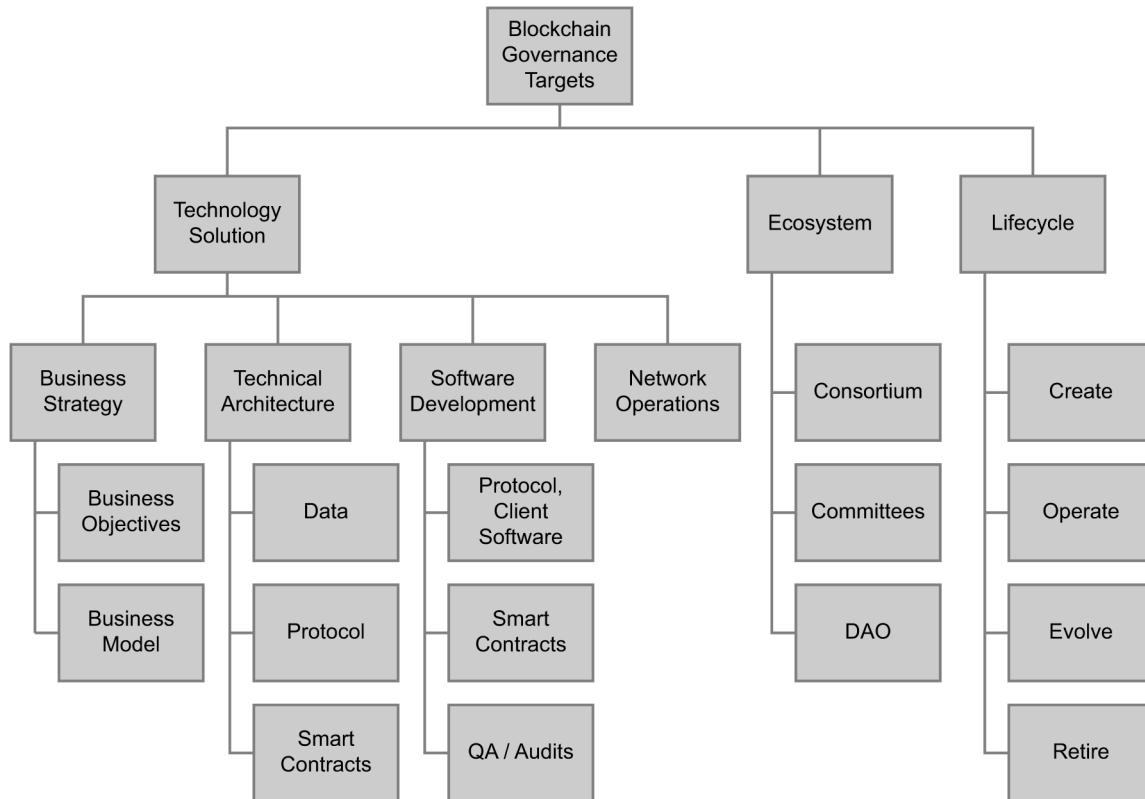 Blockchain
Governance
Targets
Technology
Solution
Ecosystem
Lifecycle
Business
Strategy
Technical
Architecture
Software
Development
Network
Operations
Consortium
Create
Business
Objectives
Data
Protocol,
Client
Software
Committees
Operate
Business
Model
Protocol
Smart
Contracts
DAO
Evolve
Smart
Contracts
QA / Audits
Retire